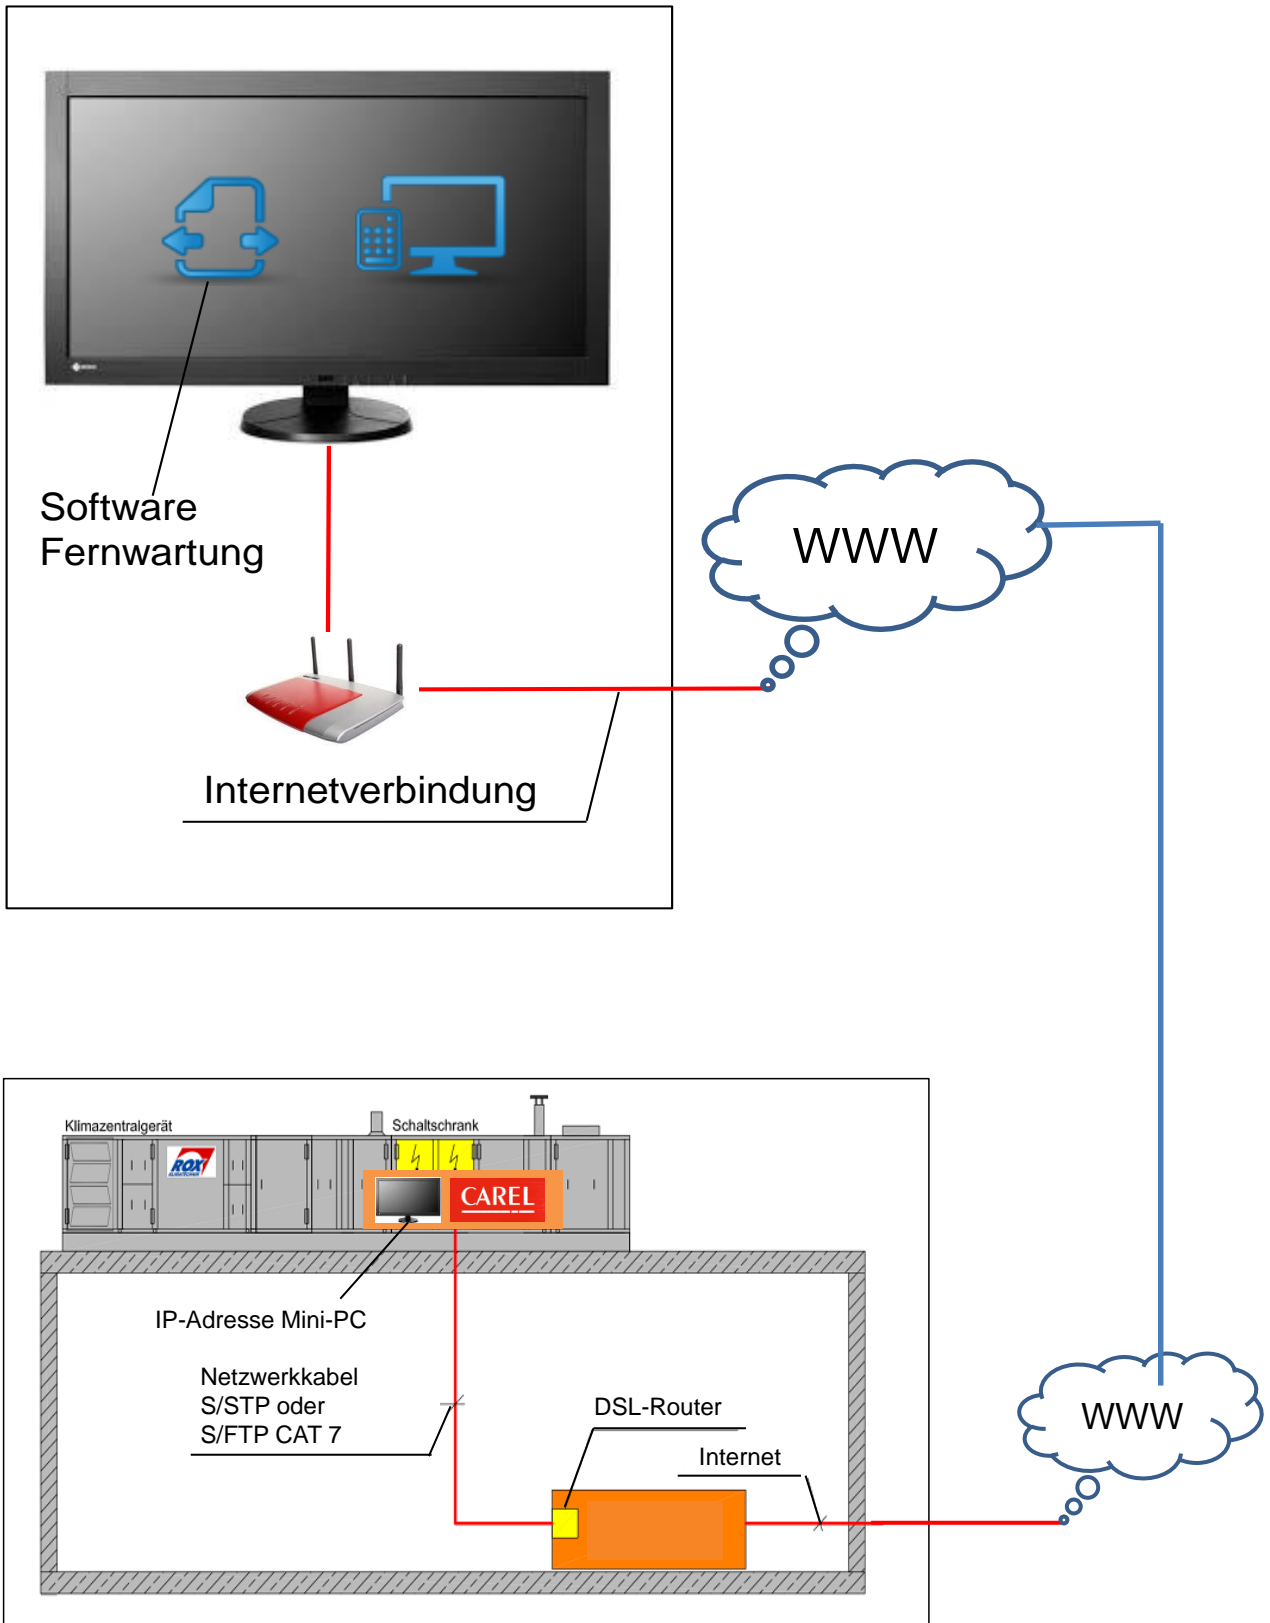 Software
Fernwartung
WWW
Internetverbindung
Klimazentralgerät
Schaltschrank
ROX
KLIMATECHNIK
CAREL
IP-Adresse Mini-PC
Netzwerkkabel
S/STP oder
S/FTP CAT 7
DSL-Router
Internet
WWW